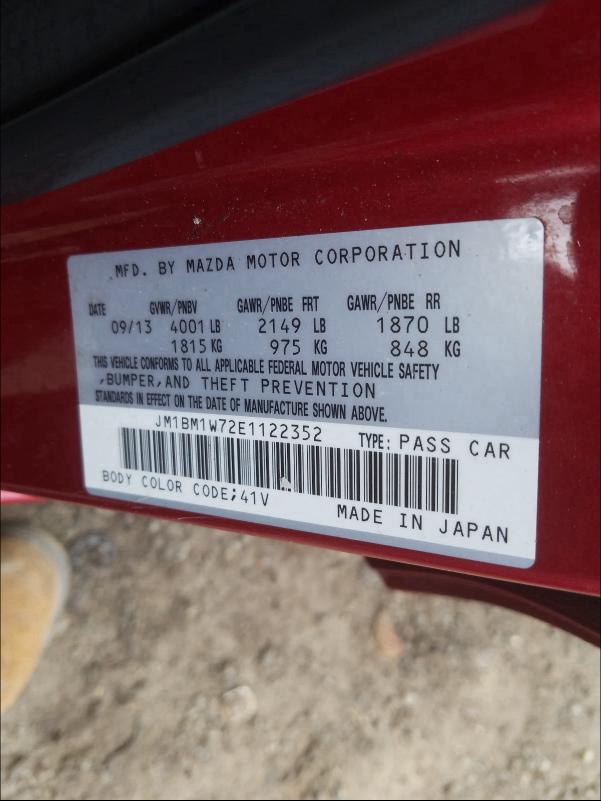 MFD. BY MAZDA MOTOR CORPORATION
DATE GVWR/PNBV GAWR/PNBE FRT GAWR/PNBE RR
09/13 4001 LB 2149 LB 1870 LB
1815 KG 975 KG 848 KG
THIS VEHICLE CONFORMS TO ALL APPLICABLE FEDERAL MOTOR VEHICLE SAFETY
,BUMPER,AND THEFT PREVENTION
STANDARDS IN EFFECT ON THE DATE OF MANUFACTURE SHOWN ABOVE.
JM1BM1W72E1122352 TYPE: PASS CAR
BODY COLOR CODE;41V
MADE IN JAPAN